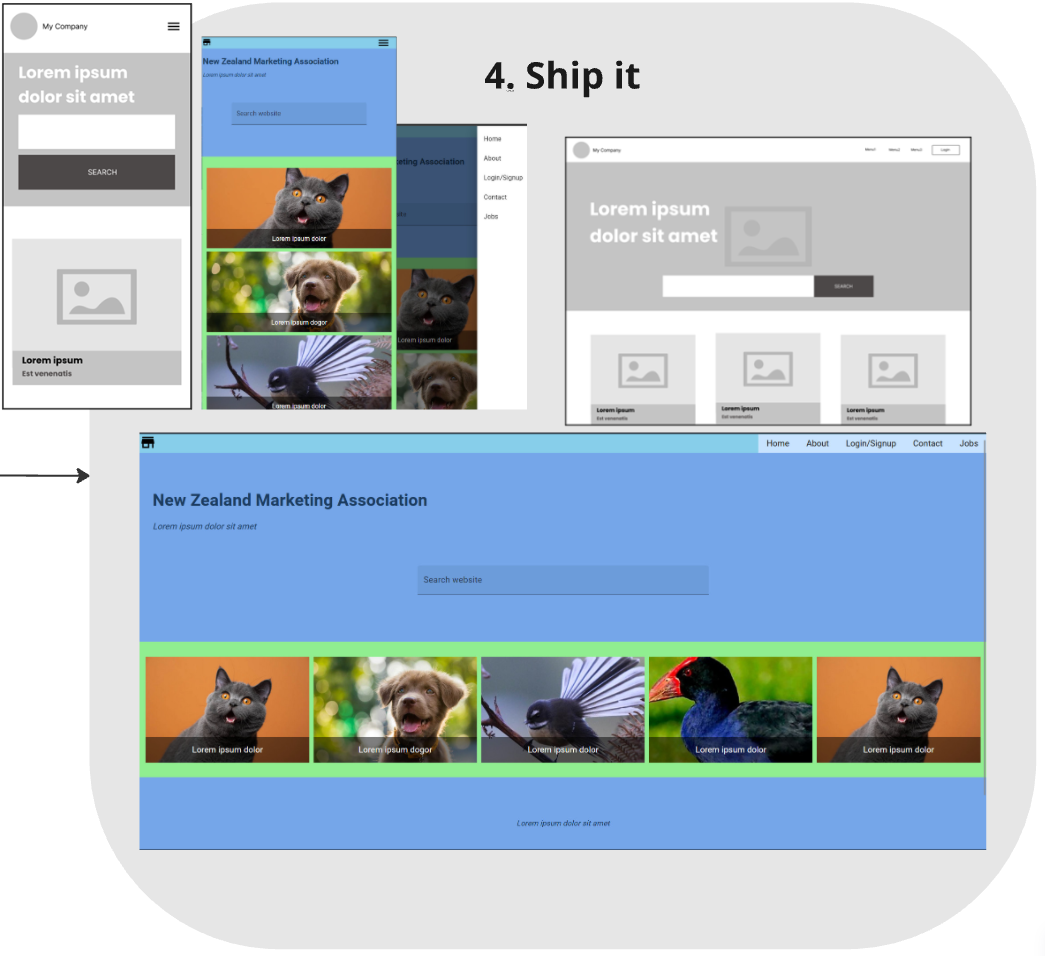 My Company
Lorem ipsum
dolor sit amet
SEARCH
Lorem ipsum
Est venenatis
New Zealand Marketing Association
Lorem ipsum dolor sit amet
Search website
Lorem ipsum dolor
Lorem ipsum dogor
Lorem ipsum dolor
keting Association
Lorem ipsum dolor
Home
About
Login/Signup
Contact
Jobs
4. Ship it
My Company
Menu1 Menu2 Menu3 Login
Lorem ipsum
dolor sit amet
SEARCH
Lorem ipsum
Est venenatis
Lorem ipsum
Est venenatis
Lorem ipsum
Est venenatis
Home About Login/Signup Contact Jobs
New Zealand Marketing Association
Lorem ipsum dolor sit amet
Search website
Lorem ipsum dolor
Lorem ipsum dogor
Lorem ipsum dolor
Lorem ipsum dolor
Lorem ipsum dolor
Lorem ipsum dolor sit amet